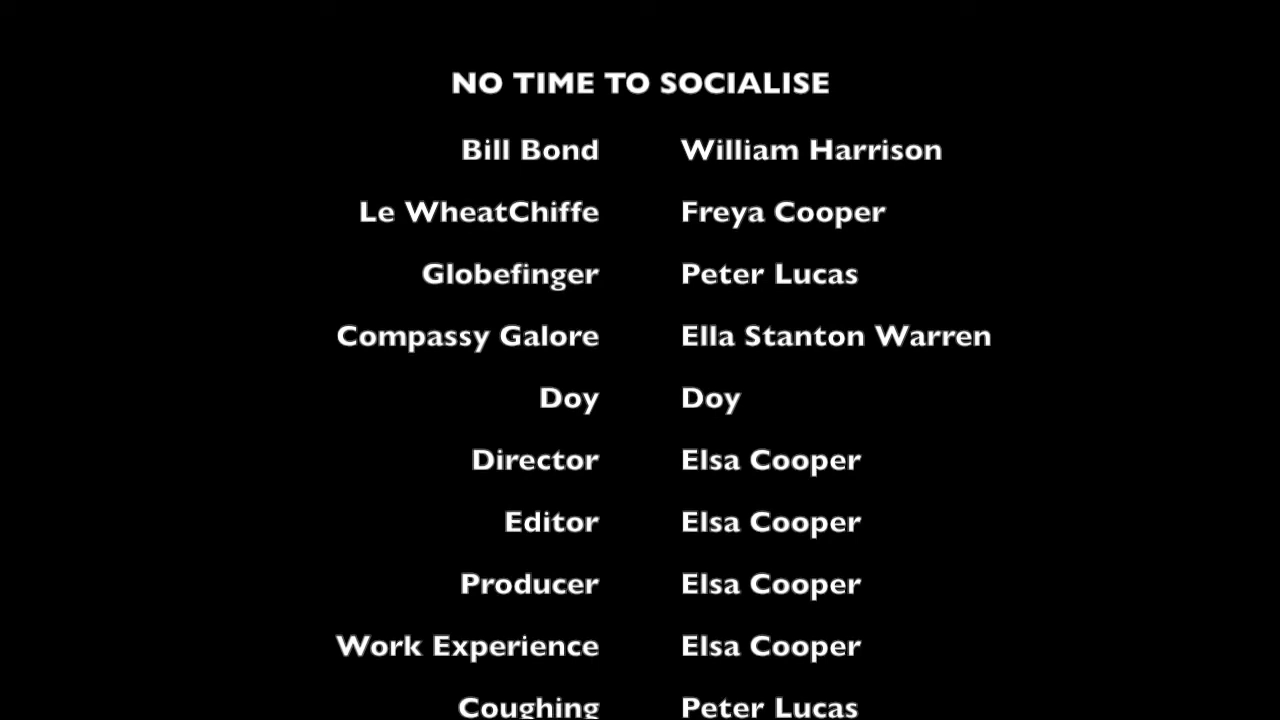 NO TIME TO SOCIALISE
Bill Bond William Harrison
Le WheatChiffe Freya Cooper
Globefinger Peter Lucas
Compassy Galore Ella Stanton Warren
Doy Doy
Director Elsa Cooper
Editor Elsa Cooper
Producer Elsa Cooper
Work Experience Elsa Cooper
Coughing Peter Lucas